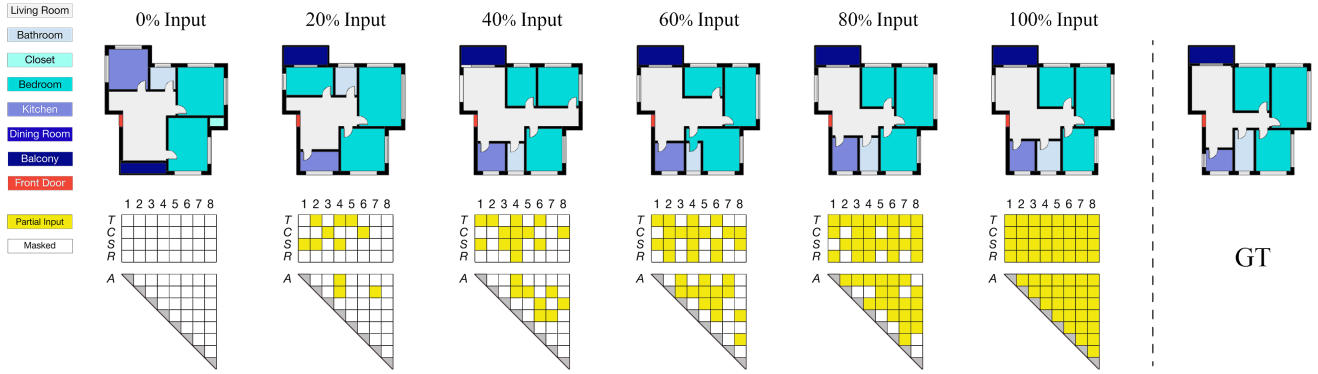 0% Input 20% Input 40% Input 60% Input 80% Input 100% Input
Living Room
Bathroom
Closet
Bedroom
Kitchen
Dining Room
Balcony
Front Door
Partial Input
Masked
1 2 3 4 5 6 7 8 1 2 3 4 5 6 7 8 1 2 3 4 5 6 7 8 1 2 3 4 5 6 7 8 1 2 3 4 5 6 7 8 1 2 3 4 5 6 7 8
T T T T T T
C C C C C C
S S S S S S
R R R R R R
A A A A A A
GT